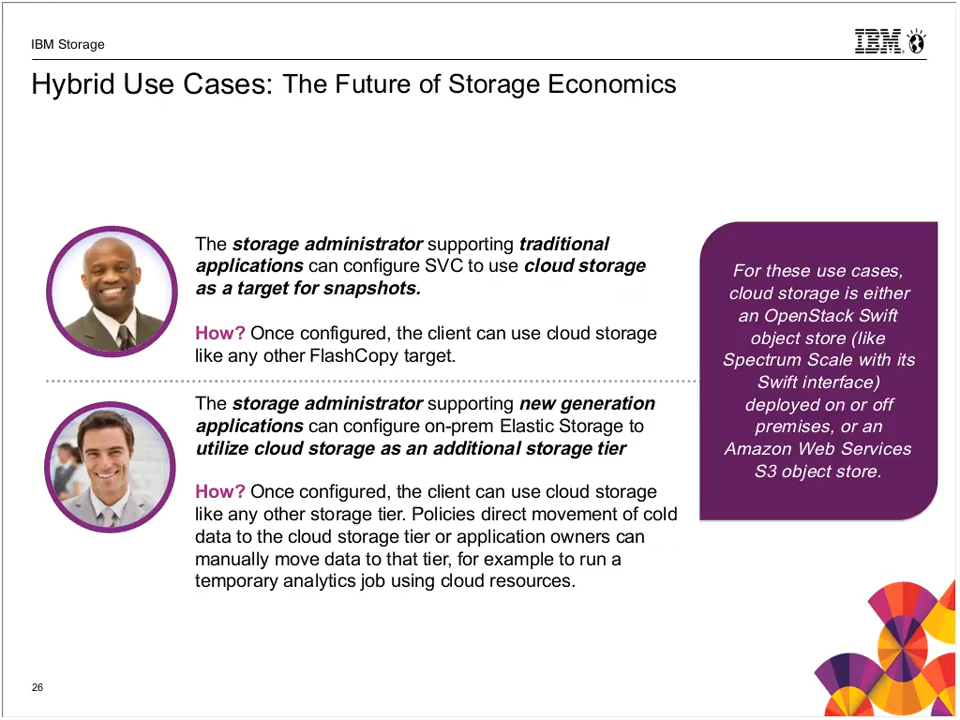 IBM Storage
IBM
Hybrid Use Cases: The Future of Storage Economics
The storage administrator supporting traditional
applications can configure SVC to use cloud storage
as a target for snapshots.
How? Once configured, the client can use cloud storage
like any other FlashCopy target.
The storage administrator supporting new generation
applications can configure on-prem Elastic Storage to
utilize cloud storage as an additional storage tier
How? Once configured, the client can use cloud storage
like any other storage tier. Policies direct movement of cold
data to the cloud storage tier or application owners can
manually move data to that tier, for example to run a
temporary analytics job using cloud resources.
For these use cases,
cloud storage is either
an OpenStack Swift
object store (like
Spectrum Scale with its
Swift interface)
deployed on or off
premises, or an
Amazon Web Services
S3 object store.
26